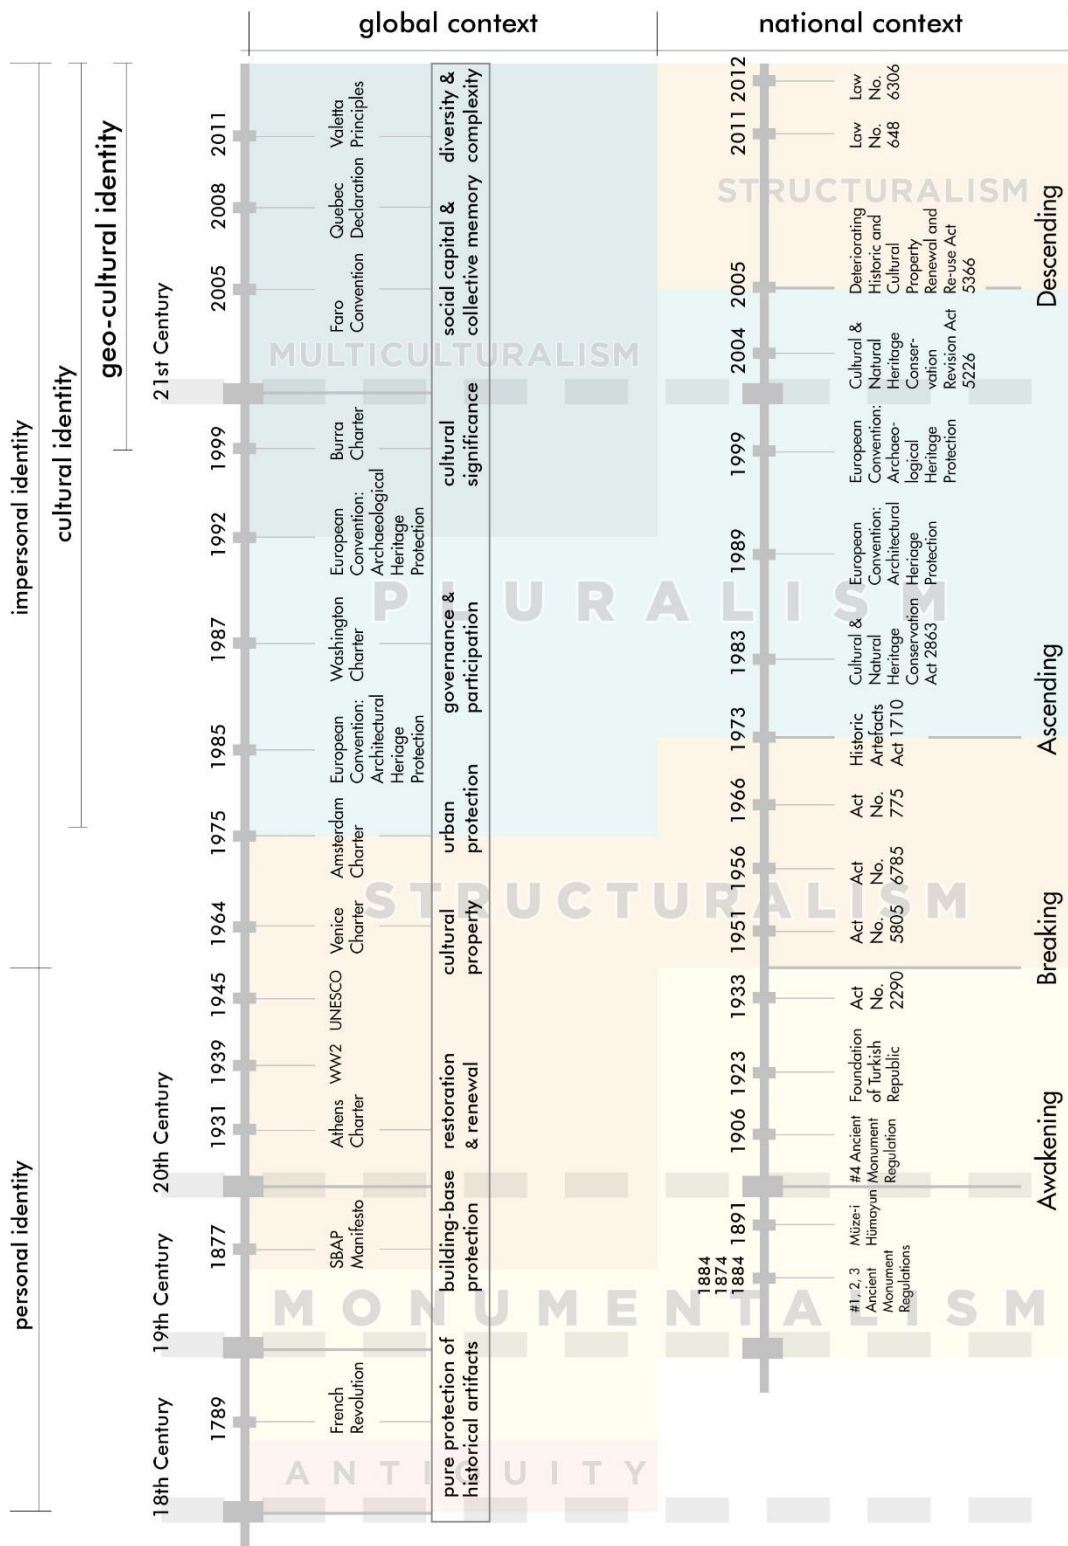 global context
national context
personal identity
impersonal identity
cultural identity
geo-cultural identity
18th Century
19th Century
20th Century
21st Century
1789
1877
1931
1939
1945
1964
1975
1985
1987
1992
1999
2005
2008
2011
French
Revolution
SBAP
Manifesto
Athens
Charter
WW2
UNESCO
Venice
Charter
Amsterdam
Charter
European
Convention:
Architectural
Heriage
Protection
Washington
Charter
European
Convention:
Archaeological
Heritage
Protection
Burra
Charter
Faro
Convention
Quebec
Declaration
Valetta
Principles
pure protection of
historical artifacts
building-base
protection
restoration
& renewal
cultural
property
urban
protection
governance &
participation
cultural
significance
social capital &
collective memory
diversity &
complexity
ANTIQUITY
MONUMENTALISM
STRUCTURALISM
PLURALISM
MULTICULTURALISM
STRUCTURALISM
1884
1874
1884
1891
1906
1923
1933
1951
1956
1966
1973
1983
1989
1999
2004
2005
2011
2012
#1, 2, 3
Ancient
Monument
Regulations
Müze-i
Hümayun
#4 Ancient
Monument
Regulation
Foundation
of Turkish
Republic
Act
No.
2290
Act
No.
5805
Act
No.
6785
Act
No.
775
Historic
Artefacts
Act 1710
Cultural &
Natural
Heritage
Conservation
Act 2863
European
Convention:
Architectural
Heriage
Protection
European
Convention:
Archaeo-
logical
Heritage
Protection
Cultural &
Natural
Heritage
Conser-
vation
Revision Act
5226
Deteriorating
Historic and
Cultural
Property
Renewal and
Re-use Act
5366
Law
No.
648
Law
No.
6306
Awakening
Breaking
Ascending
Descending